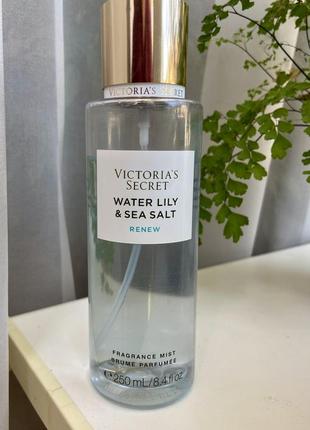 VICTORIA'S SECRET
VICTORIA'S
SECRET
WATER LILY
& SEA SALT
RENEW
FRAGRANCE MIST
BRUME PARFUMÉE
℮ 250 mL/8.4 fl oz